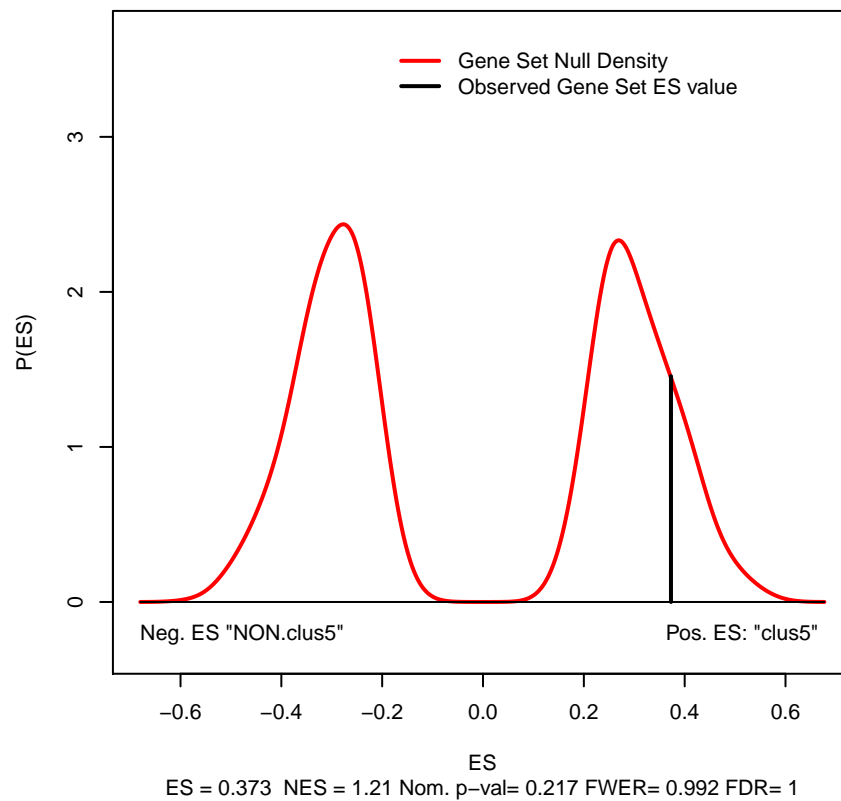 Gene Set Null Density
Observed Gene Set ES value
P(ES)
3
2
1
0
Neg. ES "NON.clus5"
Pos. ES: "clus5"
−0.6 −0.4 −0.2 0.0 0.2 0.4 0.6
ES
ES = 0.373 NES = 1.21 Nom. p−val= 0.217 FWER= 0.992 FDR= 1